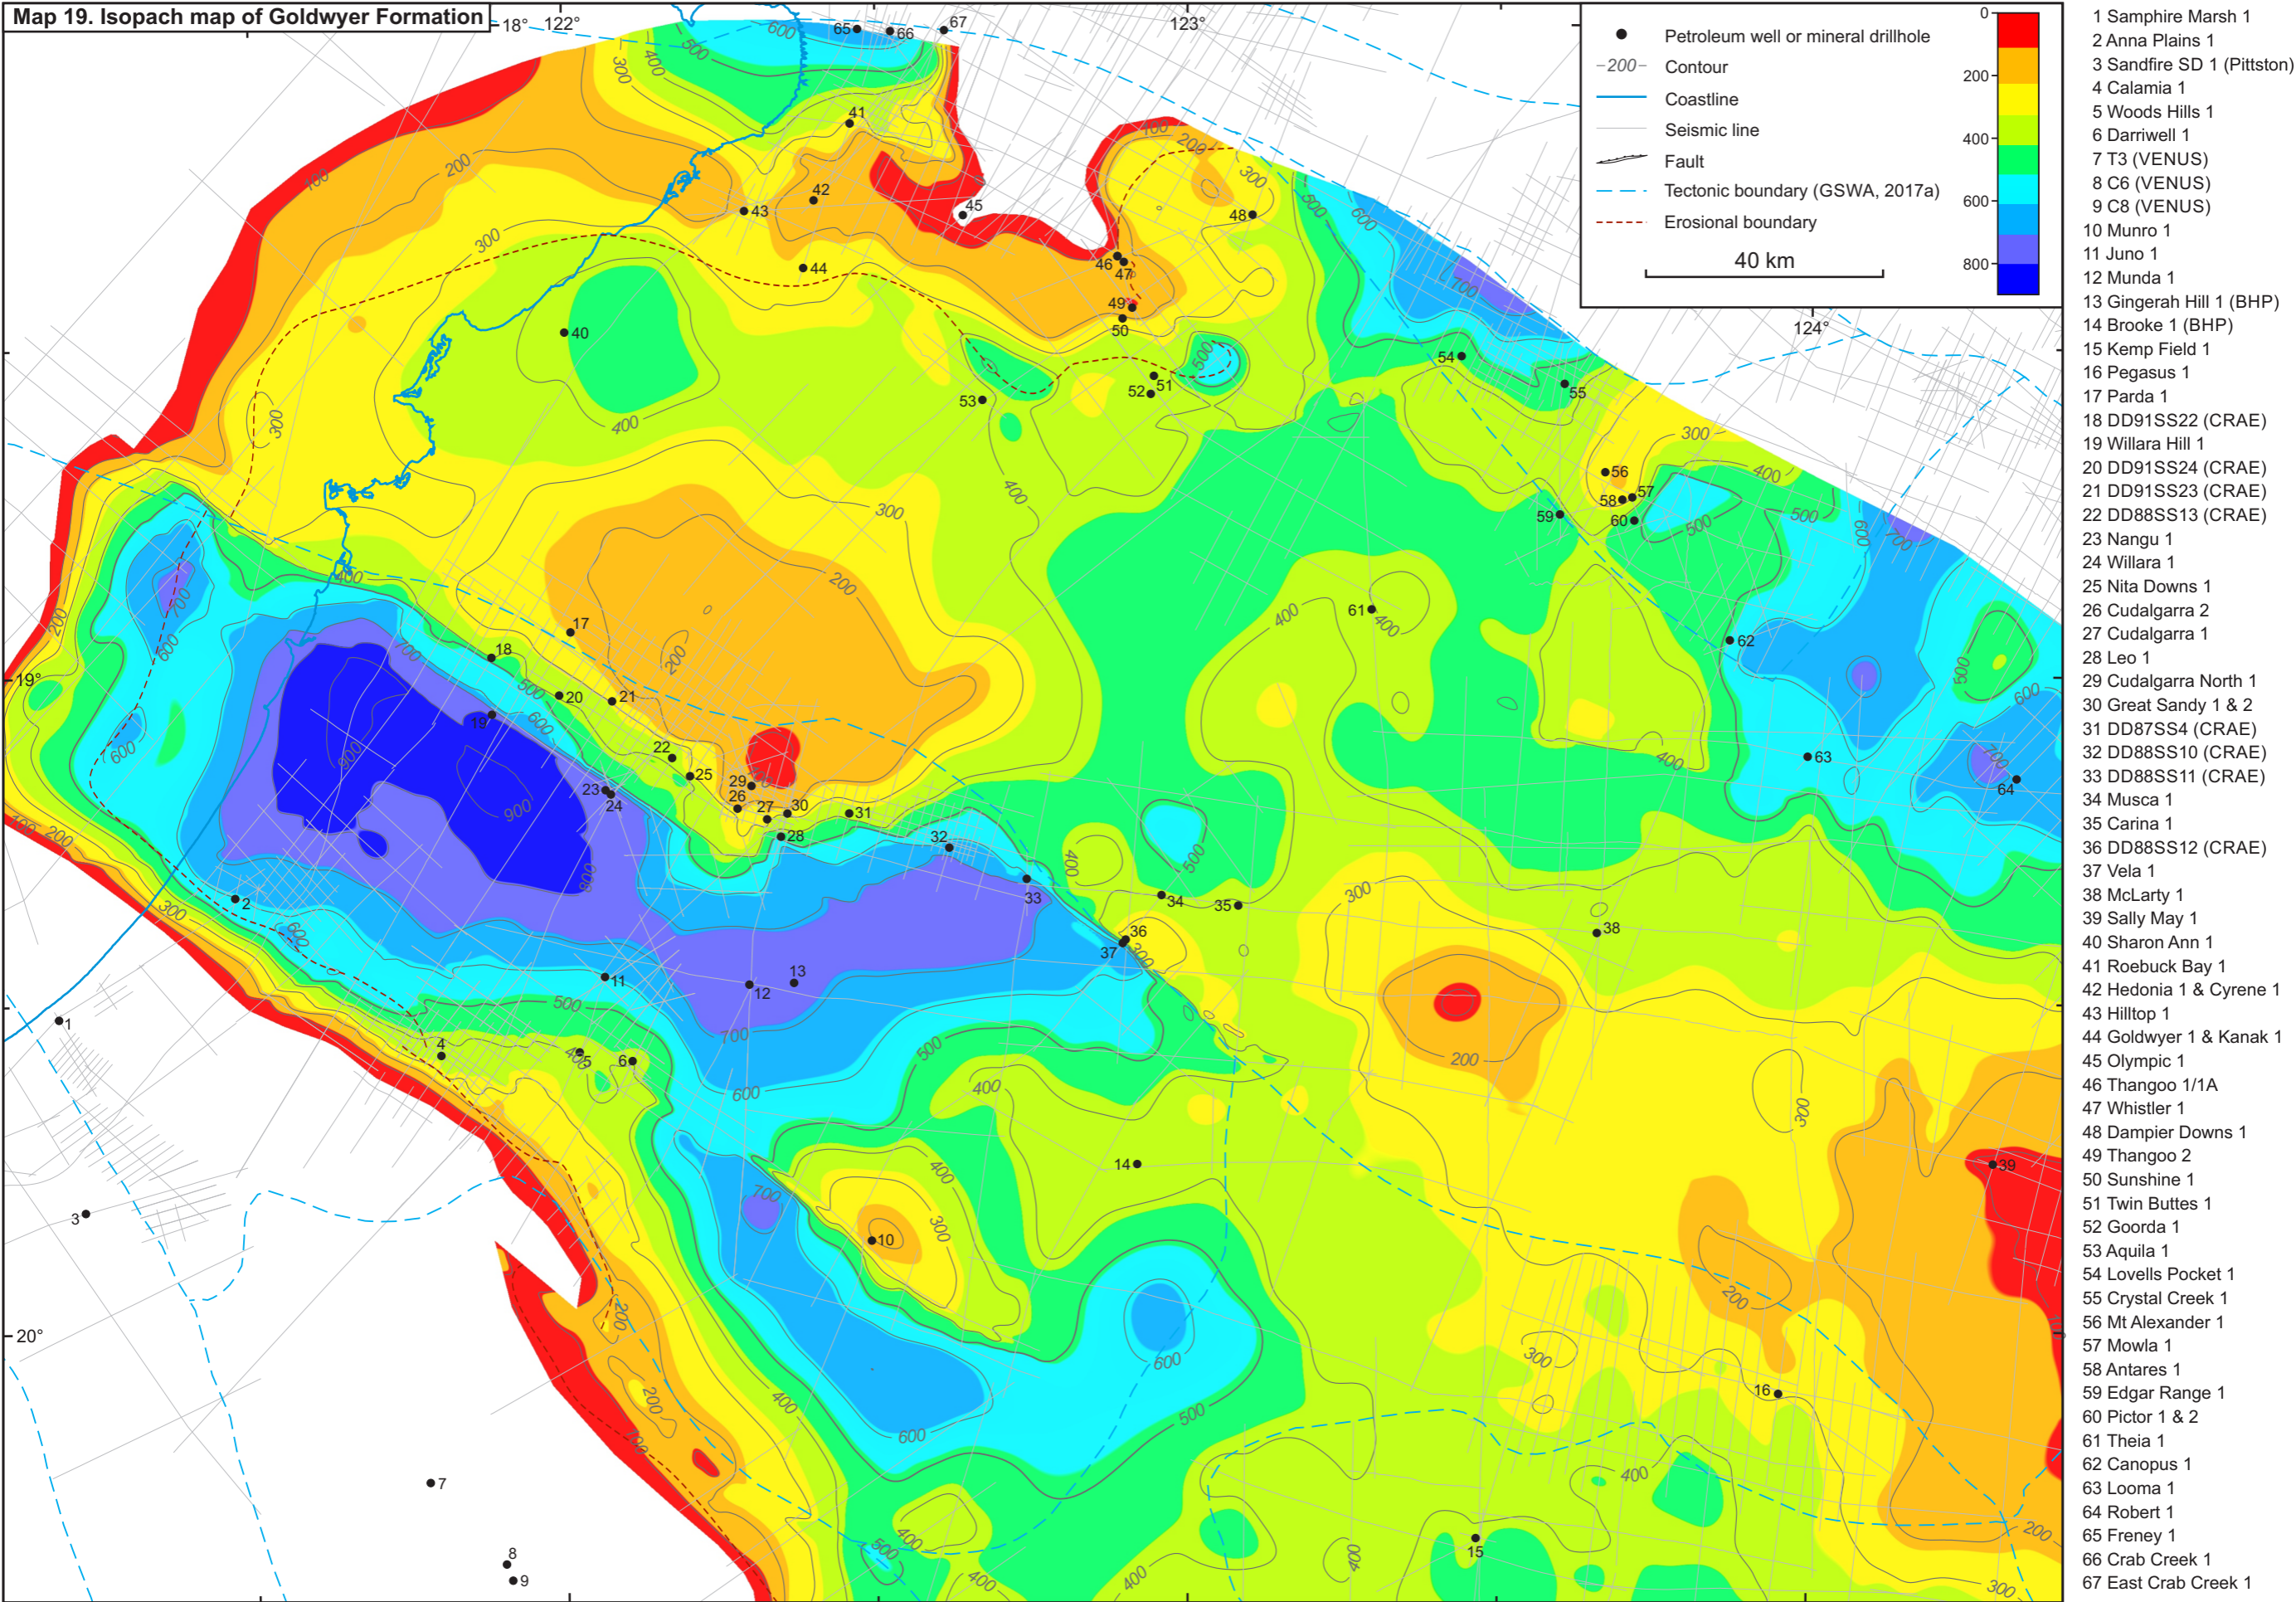 Map 19. Isopach map of Goldwyer Formation
18° 122° 123°
124°
19°
20°
Petroleum well or mineral drillhole
–200– Contour
Coastline
Seismic line
Fault
Tectonic boundary (GSWA, 2017a)
Erosional boundary
40 km
0
200
400
600
800
1 Samphire Marsh 1
2 Anna Plains 1
3 Sandfire SD 1 (Pittston)
4 Calamia 1
5 Woods Hills 1
6 Darriwell 1
7 T3 (VENUS)
8 C6 (VENUS)
9 C8 (VENUS)
10 Munro 1
11 Juno 1
12 Munda 1
13 Gingerah Hill 1 (BHP)
14 Brooke 1 (BHP)
15 Kemp Field 1
16 Pegasus 1
17 Parda 1
18 DD91SS22 (CRAE)
19 Willara Hill 1
20 DD91SS24 (CRAE)
21 DD91SS23 (CRAE)
22 DD88SS13 (CRAE)
23 Nangu 1
24 Willara 1
25 Nita Downs 1
26 Cudalgarra 2
27 Cudalgarra 1
28 Leo 1
29 Cudalgarra North 1
30 Great Sandy 1 & 2
31 DD87SS4 (CRAE)
32 DD88SS10 (CRAE)
33 DD88SS11 (CRAE)
34 Musca 1
35 Carina 1
36 DD88SS12 (CRAE)
37 Vela 1
38 McLarty 1
39 Sally May 1
40 Sharon Ann 1
41 Roebuck Bay 1
42 Hedonia 1 & Cyrene 1
43 Hilltop 1
44 Goldwyer 1 & Kanak 1
45 Olympic 1
46 Thangoo 1/1A
47 Whistler 1
48 Dampier Downs 1
49 Thangoo 2
50 Sunshine 1
51 Twin Buttes 1
52 Goorda 1
53 Aquila 1
54 Lovells Pocket 1
55 Crystal Creek 1
56 Mt Alexander 1
57 Mowla 1
58 Antares 1
59 Edgar Range 1
60 Pictor 1 & 2
61 Theia 1
62 Canopus 1
63 Looma 1
64 Robert 1
65 Freney 1
66 Crab Creek 1
67 East Crab Creek 1